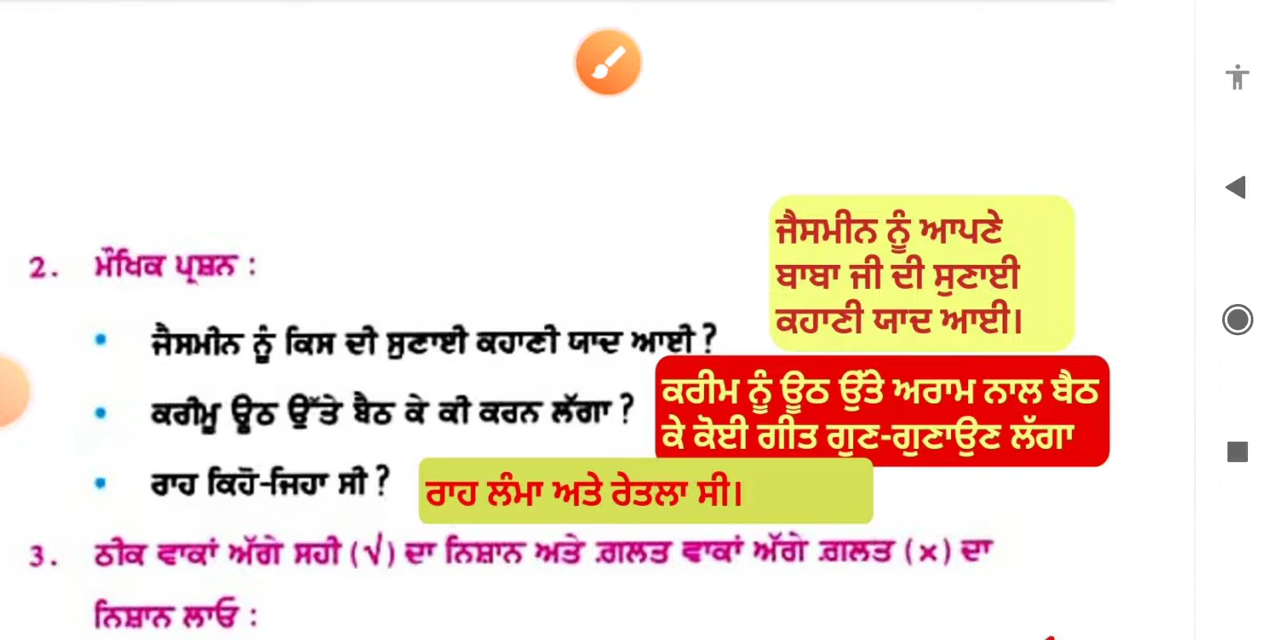 2. ਮੌਖਿਕ ਪ੍ਰਸ਼ਨ :
ਜੈਸਮੀਨ ਨੂੰ ਆਪਣੇ
ਬਾਬਾ ਜੀ ਦੀ ਸੁਣਾਈ
ਕਹਾਣੀ ਯਾਦ ਆਈ।
• ਜੈਸਮੀਨ ਨੂੰ ਕਿਸ ਦੀ ਸੁਣਾਈ ਕਹਾਣੀ ਯਾਦ ਆਈ ?
• ਕਰੀਮੂ ਊਠ ਉੱਤੇ ਬੈਠ ਕੇ ਕੀ ਕਰਨ ਲੱਗਾ ?
ਕਰੀਮ ਨੂੰ ਊਠ ਉੱਤੇ ਅਰਾਮ ਨਾਲ ਬੈਠ
ਕੇ ਕੋਈ ਗੀਤ ਗੁਣ-ਗੁਣਾਉਣ ਲੱਗਾ
• ਰਾਹ ਕਿਹੋ-ਜਿਹਾ ਸੀ ?
ਰਾਹ ਲੰਮਾ ਅਤੇ ਰੇਤਲਾ ਸੀ।
3. ਠੀਕ ਵਾਕਾਂ ਅੱਗੇ ਸਹੀ (√) ਦਾ ਨਿਸ਼ਾਨ ਅਤੇ ਗ਼ਲਤ ਵਾਕਾਂ ਅੱਗੇ ਗ਼ਲਤ (×) ਦਾ
ਨਿਸ਼ਾਨ ਲਾਓ :